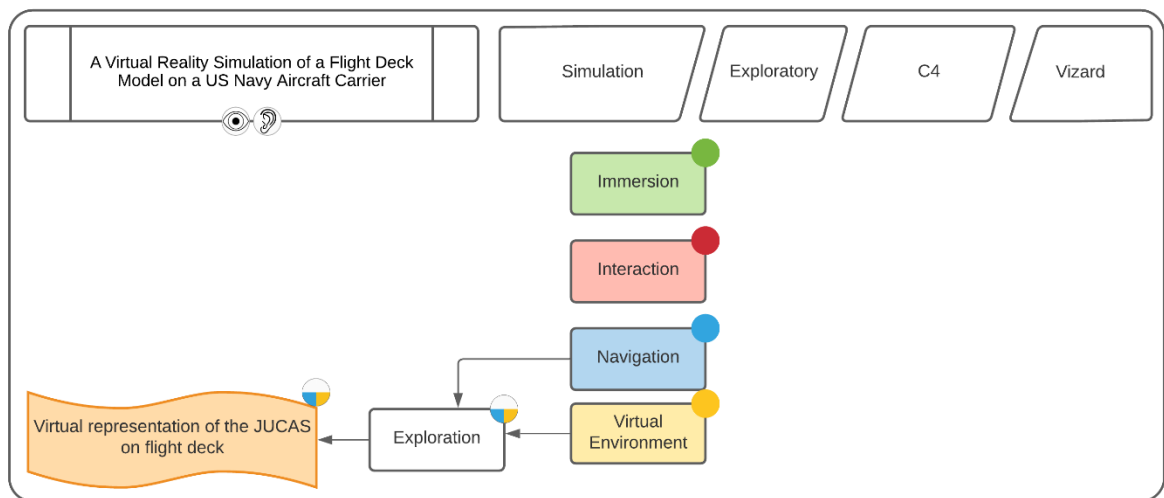 A Virtual Reality Simulation of a Flight Deck
Model on a US Navy Aircraft Carrier
Simulation
Exploratory
C4
Vizard
Immersion
Interaction
Navigation
Virtual
Environment
Exploration
Virtual representation of the JUCAS
on flight deck